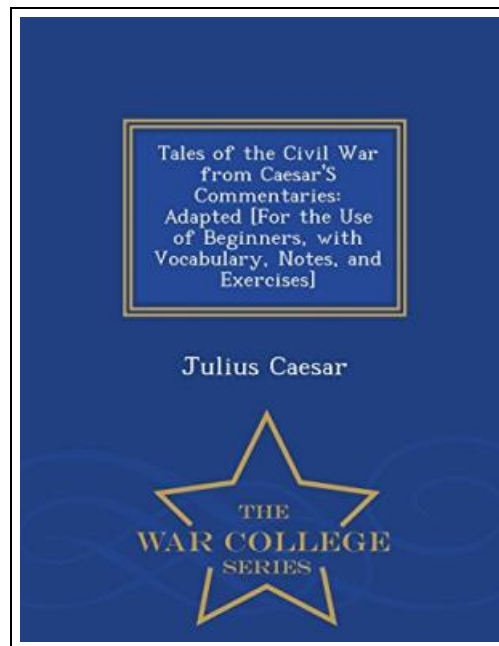 Tales of the Civil War
from Caesar'S
Commentaries:
Adapted [For the Use
of Beginners, with
Vocabulary, Notes, and
Exercises]
Julius Caesar
THE
WAR COLLEGE
SERIES